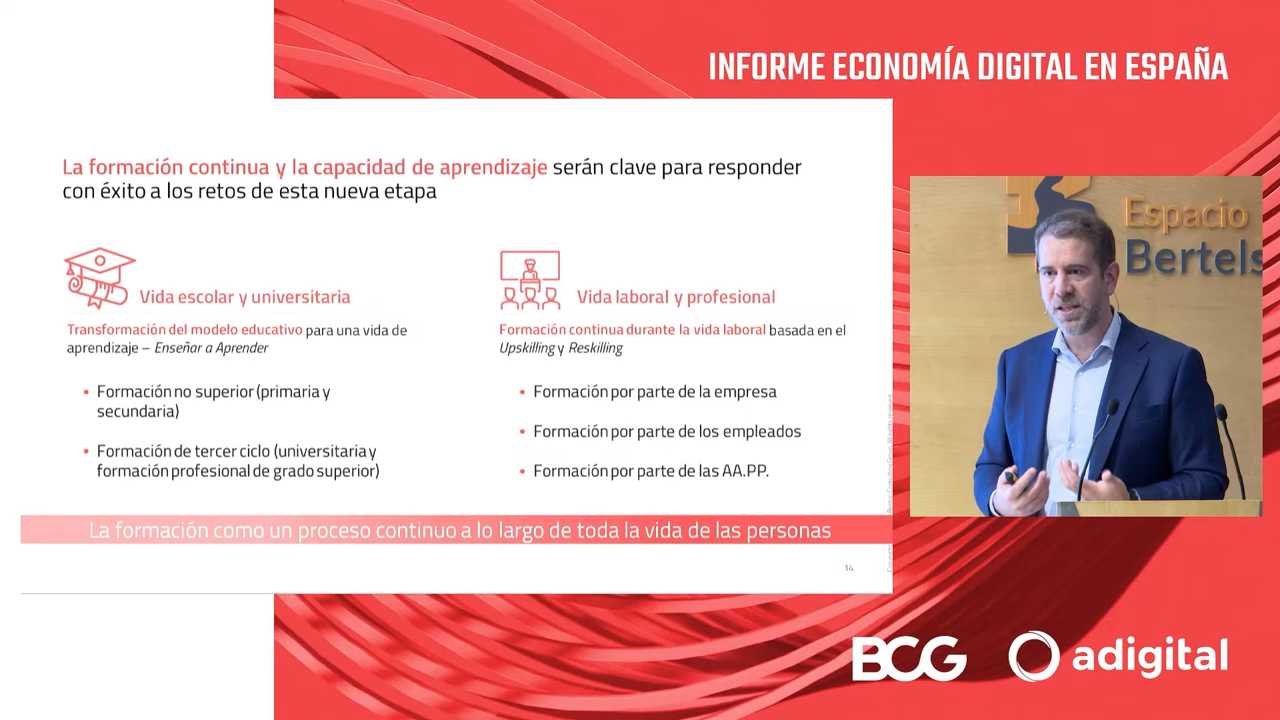 INFORME ECONOMÍA DIGITAL EN ESPAÑA
La formación continua y la capacidad de aprendizaje serán clave para responder
con éxito a los retos de esta nueva etapa
Vida escolar y universitaria
Transformación del modelo educativo para una vida de
aprendizaje – Enseñar a Aprender
• Formación no superior (primaria y
secundaria)
• Formación de tercer ciclo (universitaria y
formación profesional de grado superior)
Vida laboral y profesional
Formación continua durante la vida laboral basada en el
Upskilling y Reskilling
• Formación por parte de la empresa
• Formación por parte de los empleados
• Formación por parte de las AA.PP.
La formación como un proceso continuo a lo largo de toda la vida de las personas
14
Espacio
Bertels
BCG
adigital